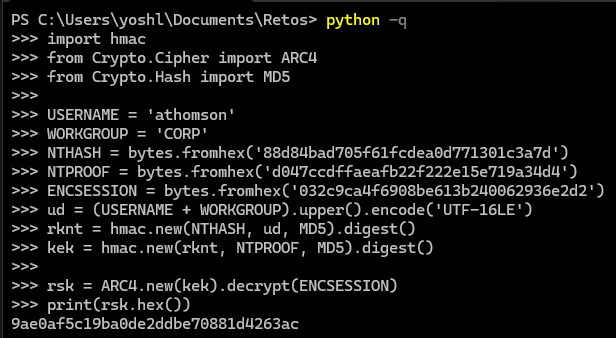 PS C:\Users\yoshl\Documents\Retos> python -q
>>> import hmac
>>> from Crypto.Cipher import ARC4
>>> from Crypto.Hash import MD5
>>>
>>> USERNAME = 'athomson'
>>> WORKGROUP = 'CORP'
>>> NTHASH = bytes.fromhex('88d84bad705f61fcdea0d771301c3a7d')
>>> NTPROOF = bytes.fromhex('d047ccdffaeafb22f222e15e719a34d4')
>>> ENCSESSION = bytes.fromhex('032c9ca4f6908be613b240062936e2d2')
>>> ud = (USERNAME + WORKGROUP).upper().encode('UTF-16LE')
>>> rknt = hmac.new(NTHASH, ud, MD5).digest()
>>> kek = hmac.new(rknt, NTPROOF, MD5).digest()
>>>
>>> rsk = ARC4.new(kek).decrypt(ENCSESSION)
>>> print(rsk.hex())
9ae0af5c19ba0de2ddbe70881d4263ac